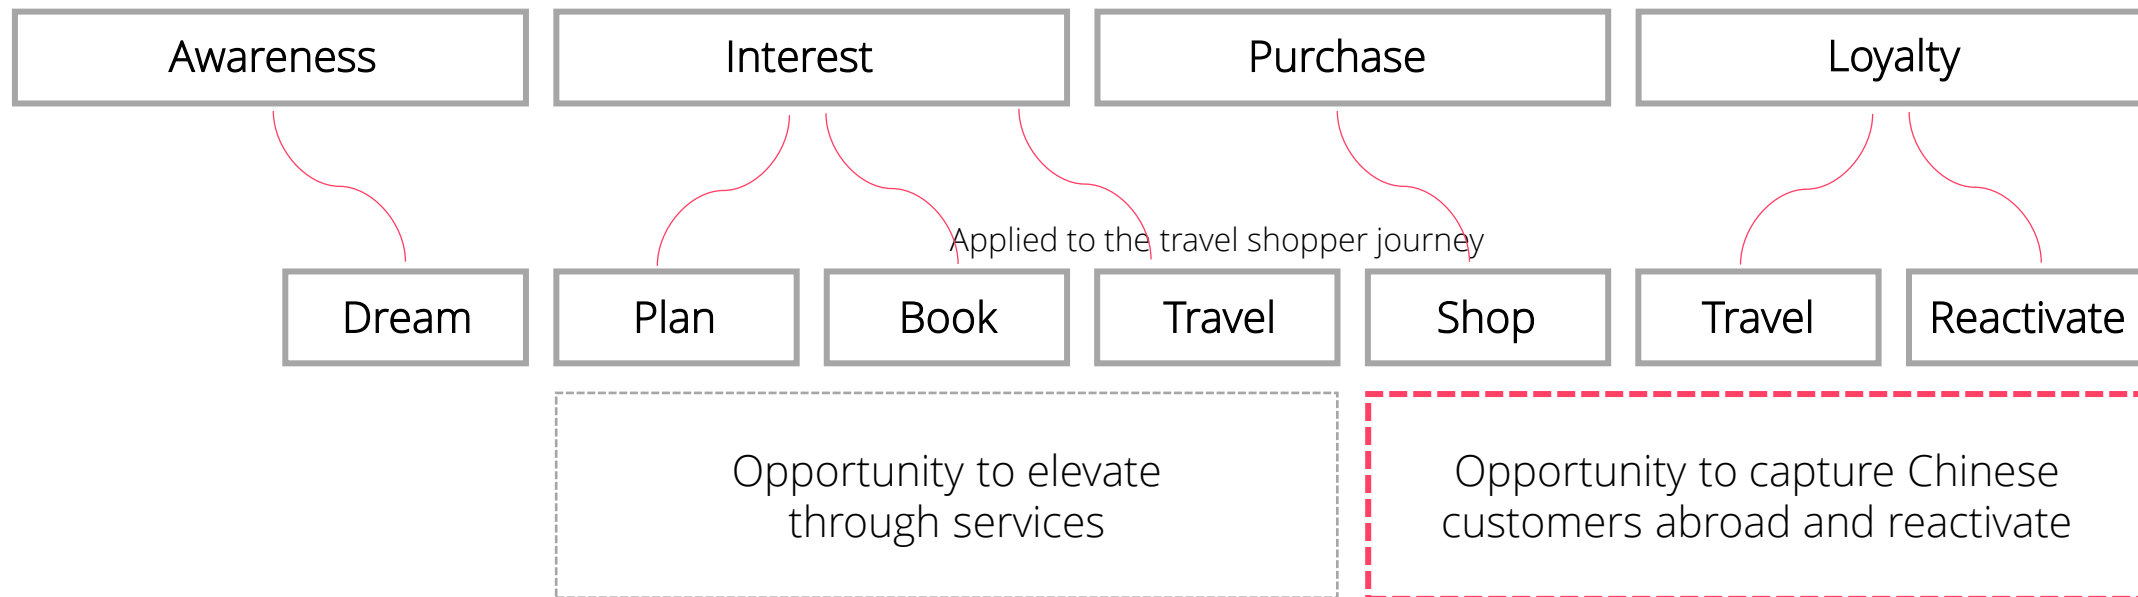 Awareness
Interest
Purchase
Loyalty
Applied to the travel shopper journey
Dream
Plan
Book
Travel
Shop
Travel
Reactivate
Opportunity to elevate
through services
Opportunity to capture Chinese
customers abroad and reactivate